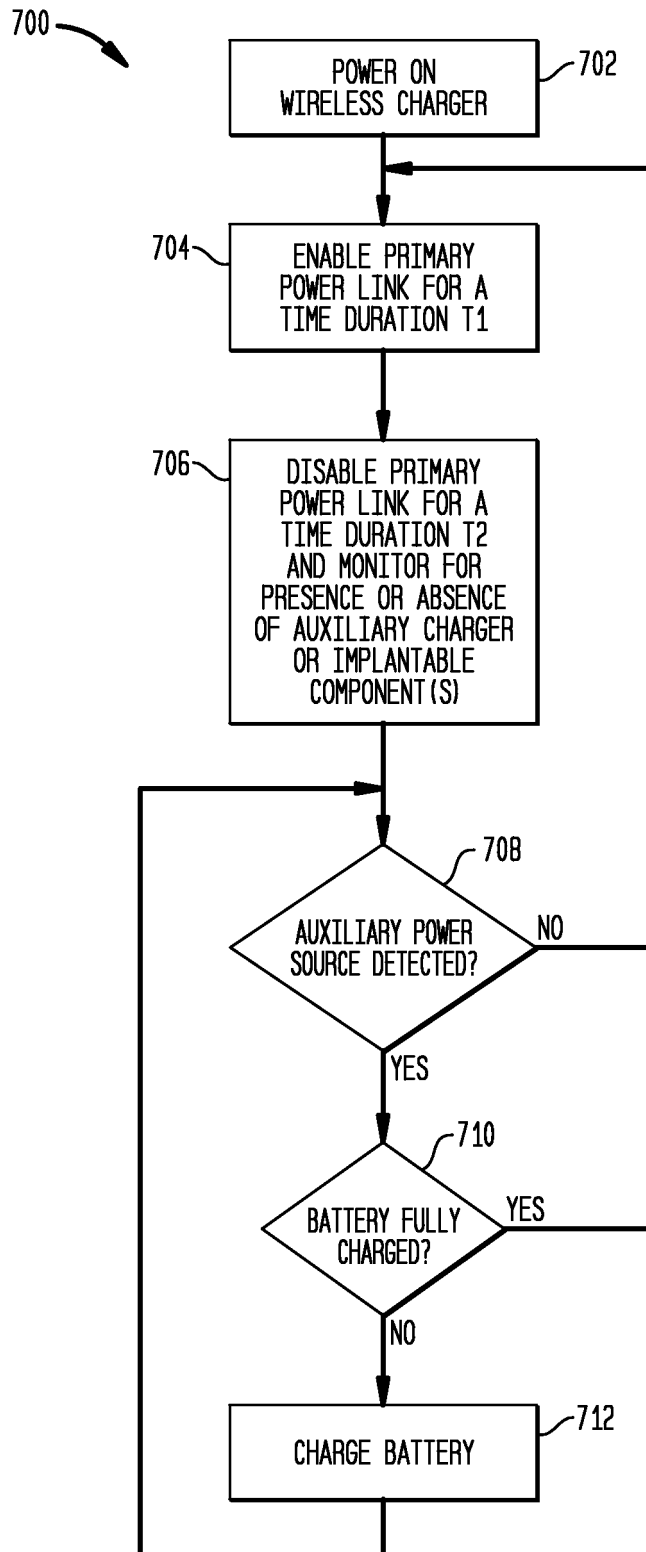 700
POWER ON
WIRELESS CHARGER
702
704
ENABLE PRIMARY
POWER LINK FOR A
TIME DURATION T1
706
DISABLE PRIMARY
POWER LINK FOR A
TIME DURATION T2
AND MONITOR FOR
PRESENCE OR ABSENCE
OF AUXILIARY CHARGER
OR IMPLANTABLE
COMPONENT(S)
708
AUXILIARY POWER
SOURCE DETECTED?
NO
YES
710
BATTERY FULLY
CHARGED?
YES
NO
712
CHARGE BATTERY